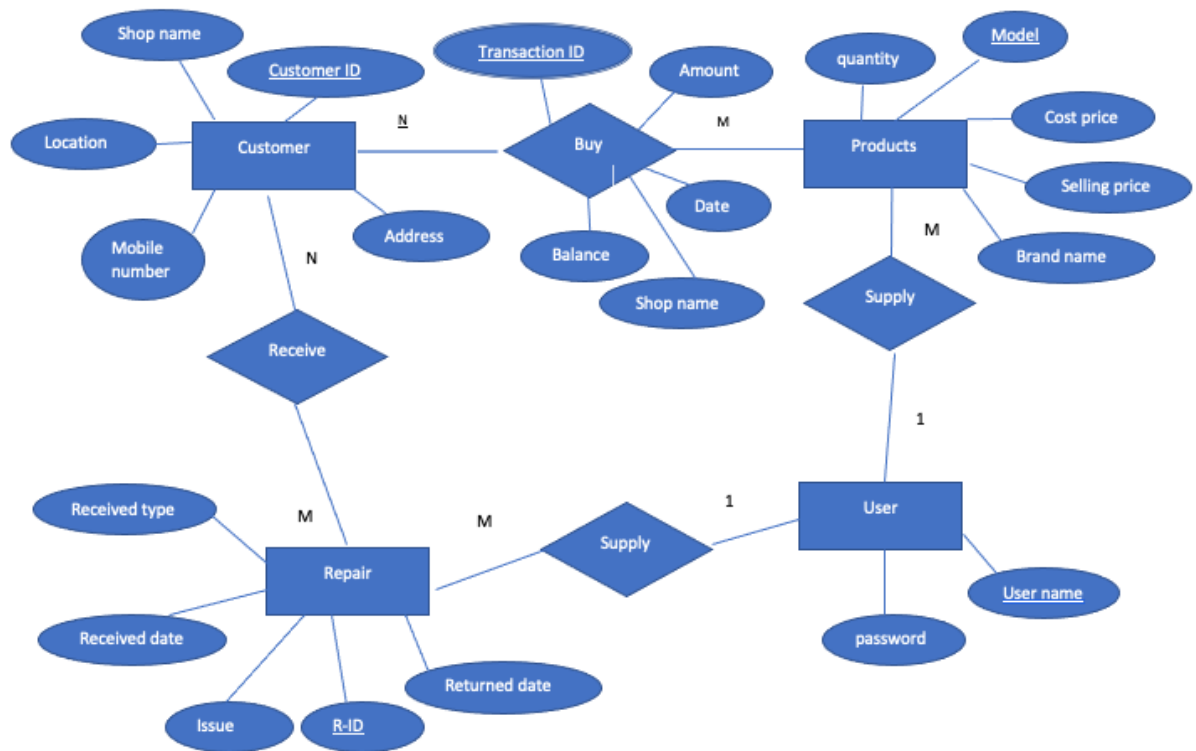 Shop name
Transaction ID
Model
Customer ID
Amount
quantity
N
M
Cost price
Location
Customer
Buy
Products
Selling price
Date
Address
M
Mobile
number
Balance
Brand name
N
Shop name
Supply
Receive
1
Received type
M
M
1
User
Supply
Repair
User name
Received date
password
Returned date
Issue
R-ID